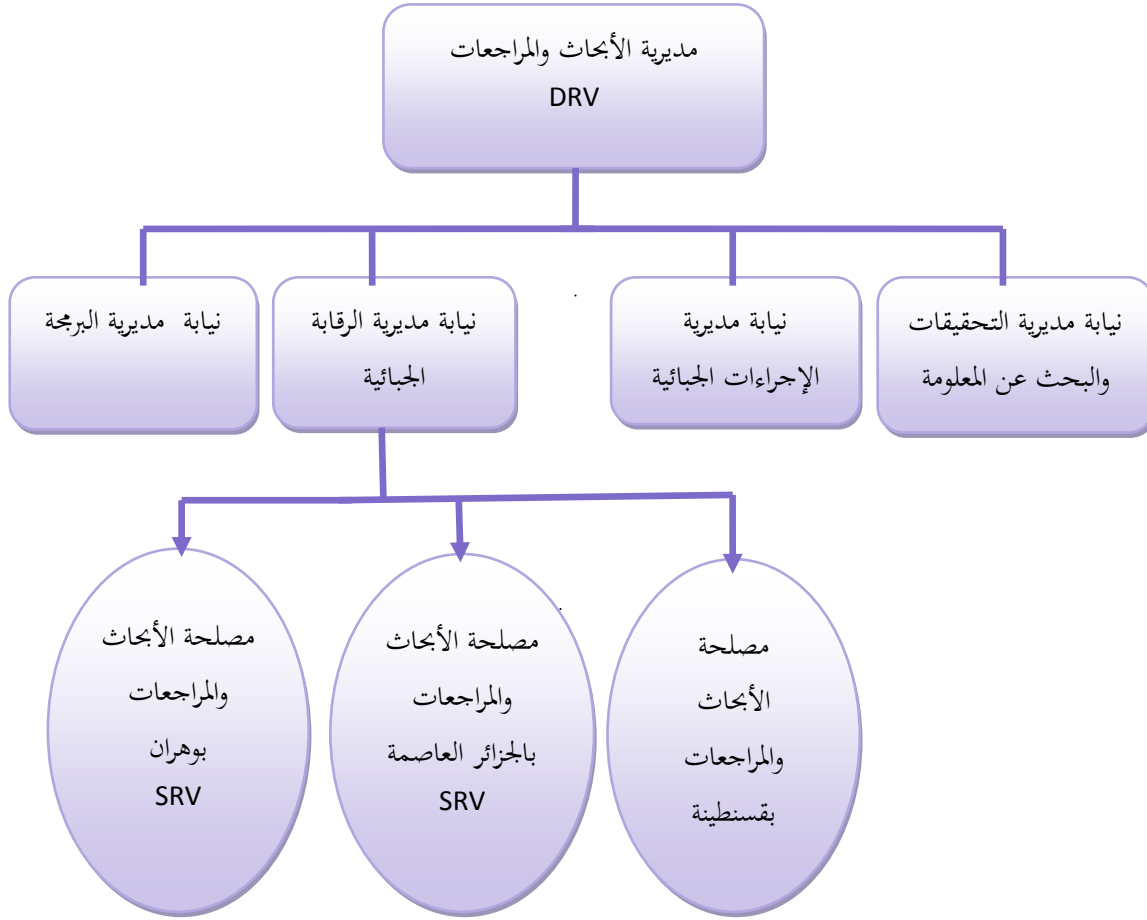 مديرية الأبحاث والمراجعات
DRV
نيابة مديرية التحقيقات
والبحث عن المعلومة
نيابة مديرية
الإجراءات الجبائية
نيابة مديرية الرقابة
الجبائية
نيابة مديرية البرمجة
مصلحة
الأبحاث
والمراجعات
بقسنطينة
مصلحة الأبحاث
والمراجعات
بالجزائر العاصمة
SRV
مصلحة الأبحاث
والمراجعات
بوهران
SRV